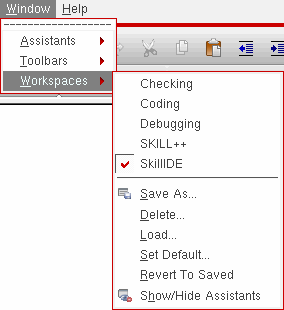 Window Help
Assistants
Toolbars
Workspaces
Checking
Coding
Debugging
SKILL++
SkillIDE
Save As...
Delete...
Load...
Set Default...
Revert To Saved
Show/Hide Assistants